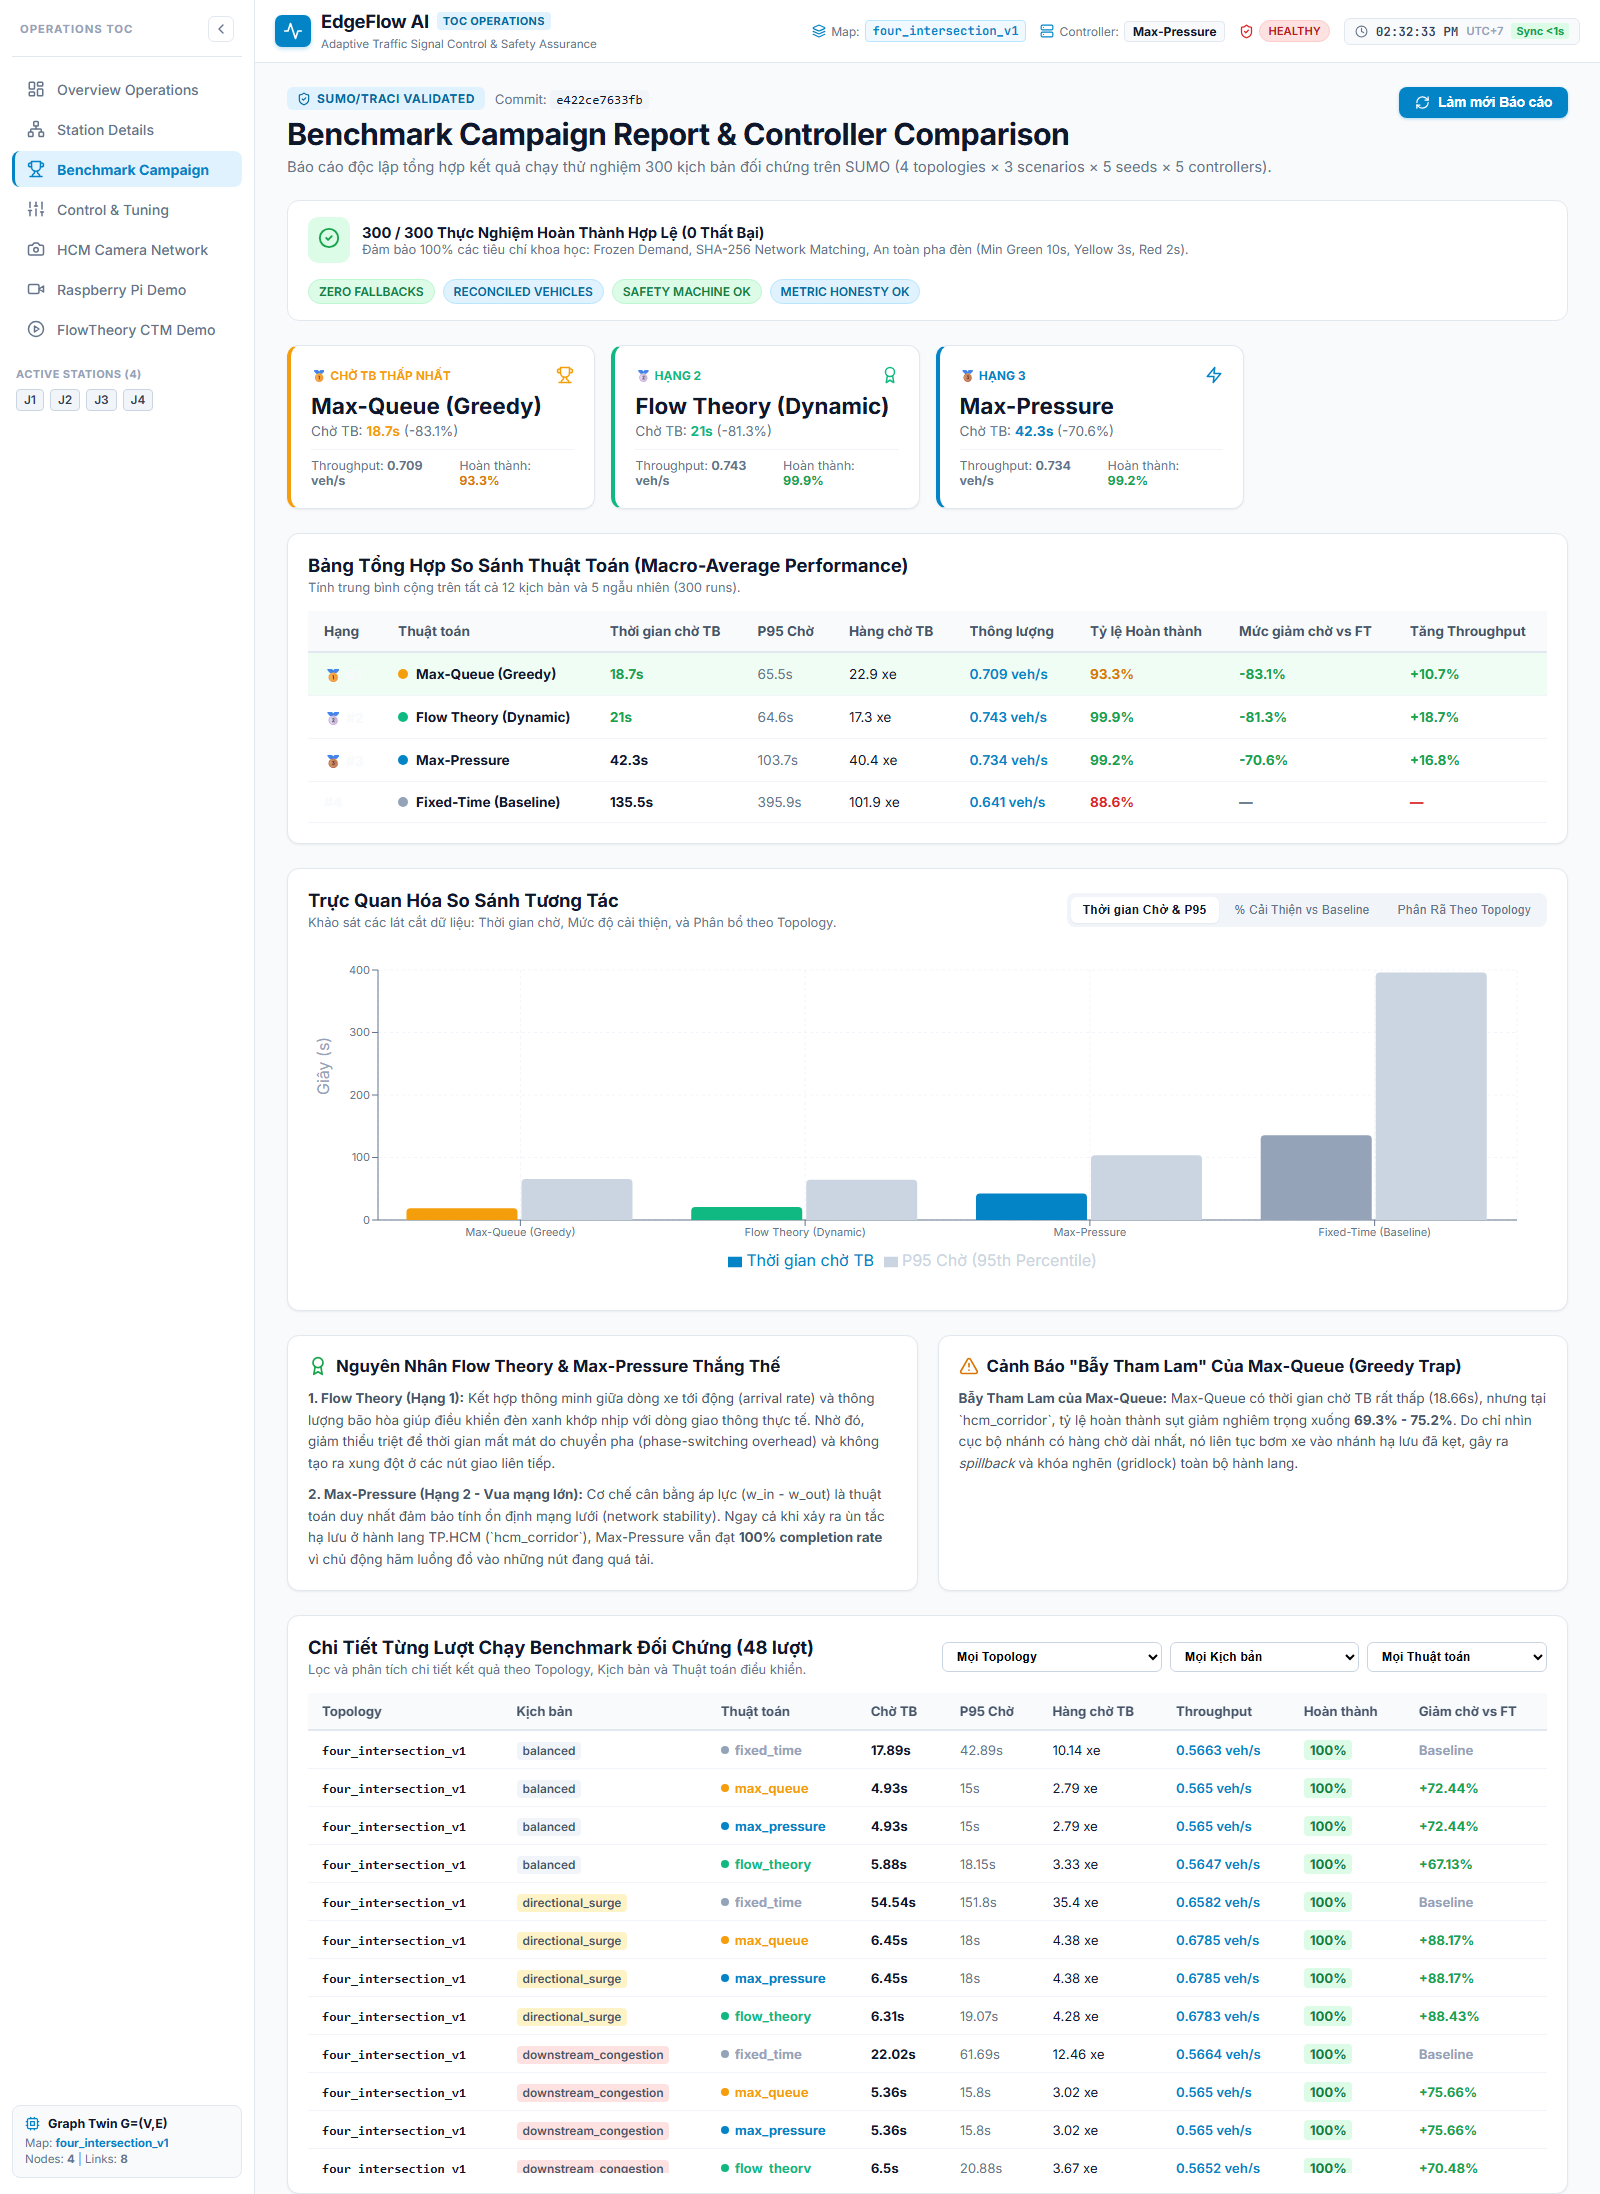 OPERATIONS TOC
Overview Operations
Station Details
Benchmark Campaign
Control & Tuning
HCM Camera Network
Raspberry Pi Demo
FlowTheory CTM Demo
ACTIVE STATIONS (4)
J1 J2 J3 J4
Graph Twin G=(V,E)
Map: four_intersection_v1
Nodes: 4 | Links: 8
EdgeFlow AI TOC OPERATIONS
Adaptive Traffic Signal Control & Safety Assurance
Map: four_intersection_v1 Controller: Max-Pressure HEALTHY 02:32:33 PM UTC+7 Sync <1s
SUMO/TRACI VALIDATED Commit: e422ce7633fb
Làm mới Báo cáo
Benchmark Campaign Report & Controller Comparison
Báo cáo độc lập tổng hợp kết quả chạy thử nghiệm 300 kịch bản đối chứng trên SUMO (4 topologies × 3 scenarios × 5 seeds × 5 controllers).
300 / 300 Thực Nghiệm Hoàn Thành Hợp Lệ (0 Thất Bại)
Đảm bảo 100% các tiêu chí khoa học: Frozen Demand, SHA-256 Network Matching, An toàn pha đèn (Min Green 10s, Yellow 3s, Red 2s).
ZERO FALLBACKS RECONCILED VEHICLES SAFETY MACHINE OK METRIC HONESTY OK
CHỜ TB THẤP NHẤT
Max-Queue (Greedy)
Chờ TB: 18.7s (-83.1%)
Throughput: 0.709 veh/s Hoàn thành: 93.3%
HẠNG 2
Flow Theory (Dynamic)
Chờ TB: 21s (-81.3%)
Throughput: 0.743 veh/s Hoàn thành: 99.9%
HẠNG 3
Max-Pressure
Chờ TB: 42.3s (-70.6%)
Throughput: 0.734 veh/s Hoàn thành: 99.2%
Bảng Tổng Hợp So Sánh Thuật Toán (Macro-Average Performance)
Tính trung bình cộng trên tất cả 12 kịch bản và 5 ngẫu nhiên (300 runs).
Hạng Thuật toán Thời gian chờ TB P95 Chờ Hàng chờ TB Thông lượng Tỷ lệ Hoàn thành Mức giảm chờ vs FT Tăng Throughput
Max-Queue (Greedy) 18.7s 65.5s 22.9 xe 0.709 veh/s 93.3% -83.1% +10.7%
Flow Theory (Dynamic) 21s 64.6s 17.3 xe 0.743 veh/s 99.9% -81.3% +18.7%
Max-Pressure 42.3s 103.7s 40.4 xe 0.734 veh/s 99.2% -70.6% +16.8%
#4 Fixed-Time (Baseline) 135.5s 395.9s 101.9 xe 0.641 veh/s 88.6% — —
Trực Quan Hóa So Sánh Tương Tác
Khảo sát các lát cắt dữ liệu: Thời gian chờ, Mức độ cải thiện, và Phân bổ theo Topology.
Thời gian Chờ & P95 % Cải Thiện vs Baseline Phân Rã Theo Topology
Giây (s)
400
300
200
100
0
Max-Queue (Greedy) Flow Theory (Dynamic) Max-Pressure Fixed-Time (Baseline)
Thời gian chờ TB P95 Chờ (95th Percentile)
Nguyên Nhân Flow Theory & Max-Pressure Thắng Thế
1. Flow Theory (Hạng 1): Kết hợp thông minh giữa dòng xe tới động (arrival rate) và thông
lượng bão hòa giúp điều khiển đèn xanh khớp nhịp với dòng giao thông thực tế. Nhờ đó,
giảm thiểu triệt để thời gian mất mát do chuyển pha (phase-switching overhead) và không
tạo ra xung đột ở các nút giao liên tiếp.
2. Max-Pressure (Hạng 2 - Vua mạng lớn): Cơ chế cân bằng áp lực (w_in - w_out) là thuật
toán duy nhất đảm bảo tính ổn định mạng lưới (network stability). Ngay cả khi xảy ra ùn tắc
hạ lưu ở hành lang TP.HCM (`hcm_corridor`), Max-Pressure vẫn đạt 100% completion rate
vì chủ động hãm luồng đổ vào những nút đang quá tải.
Cảnh Báo "Bẫy Tham Lam" Của Max-Queue (Greedy Trap)
Bẫy Tham Lam của Max-Queue: Max-Queue có thời gian chờ TB rất thấp (18.66s), nhưng tại
`hcm_corridor`, tỷ lệ hoàn thành sụt giảm nghiêm trọng xuống 69.3% - 75.2%. Do chỉ nhìn
cục bộ nhánh có hàng chờ dài nhất, nó liên tục bơm xe vào nhánh hạ lưu đã kẹt, gây ra
spillback và khóa nghẽn (gridlock) toàn bộ hành lang.
Chi Tiết Từng Lượt Chạy Benchmark Đối Chứng (48 lượt)
Lọc và phân tích chi tiết kết quả theo Topology, Kịch bản và Thuật toán điều khiển.
Mọi Topology Mọi Kịch bản Mọi Thuật toán
Topology Kịch bản Thuật toán Chờ TB P95 Chờ Hàng chờ TB Throughput Hoàn thành Giảm chờ vs FT
four_intersection_v1 balanced fixed_time 17.89s 42.89s 10.14 xe 0.5663 veh/s 100% Baseline
four_intersection_v1 balanced max_queue 4.93s 15s 2.79 xe 0.565 veh/s 100% +72.44%
four_intersection_v1 balanced max_pressure 4.93s 15s 2.79 xe 0.565 veh/s 100% +72.44%
four_intersection_v1 balanced flow_theory 5.88s 18.15s 3.33 xe 0.5647 veh/s 100% +67.13%
four_intersection_v1 directional_surge fixed_time 54.54s 151.8s 35.4 xe 0.6582 veh/s 100% Baseline
four_intersection_v1 directional_surge max_queue 6.45s 18s 4.38 xe 0.6785 veh/s 100% +88.17%
four_intersection_v1 directional_surge max_pressure 6.45s 18s 4.38 xe 0.6785 veh/s 100% +88.17%
four_intersection_v1 directional_surge flow_theory 6.31s 19.07s 4.28 xe 0.6783 veh/s 100% +88.43%
four_intersection_v1 downstream_congestion fixed_time 22.02s 61.69s 12.46 xe 0.5664 veh/s 100% Baseline
four_intersection_v1 downstream_congestion max_queue 5.36s 15.8s 3.02 xe 0.565 veh/s 100% +75.66%
four_intersection_v1 downstream_congestion max_pressure 5.36s 15.8s 3.02 xe 0.565 veh/s 100% +75.66%
four_intersection_v1 downstream_congestion flow_theory 6.5s 20.88s 3.67 xe 0.5652 veh/s 100% +70.48%